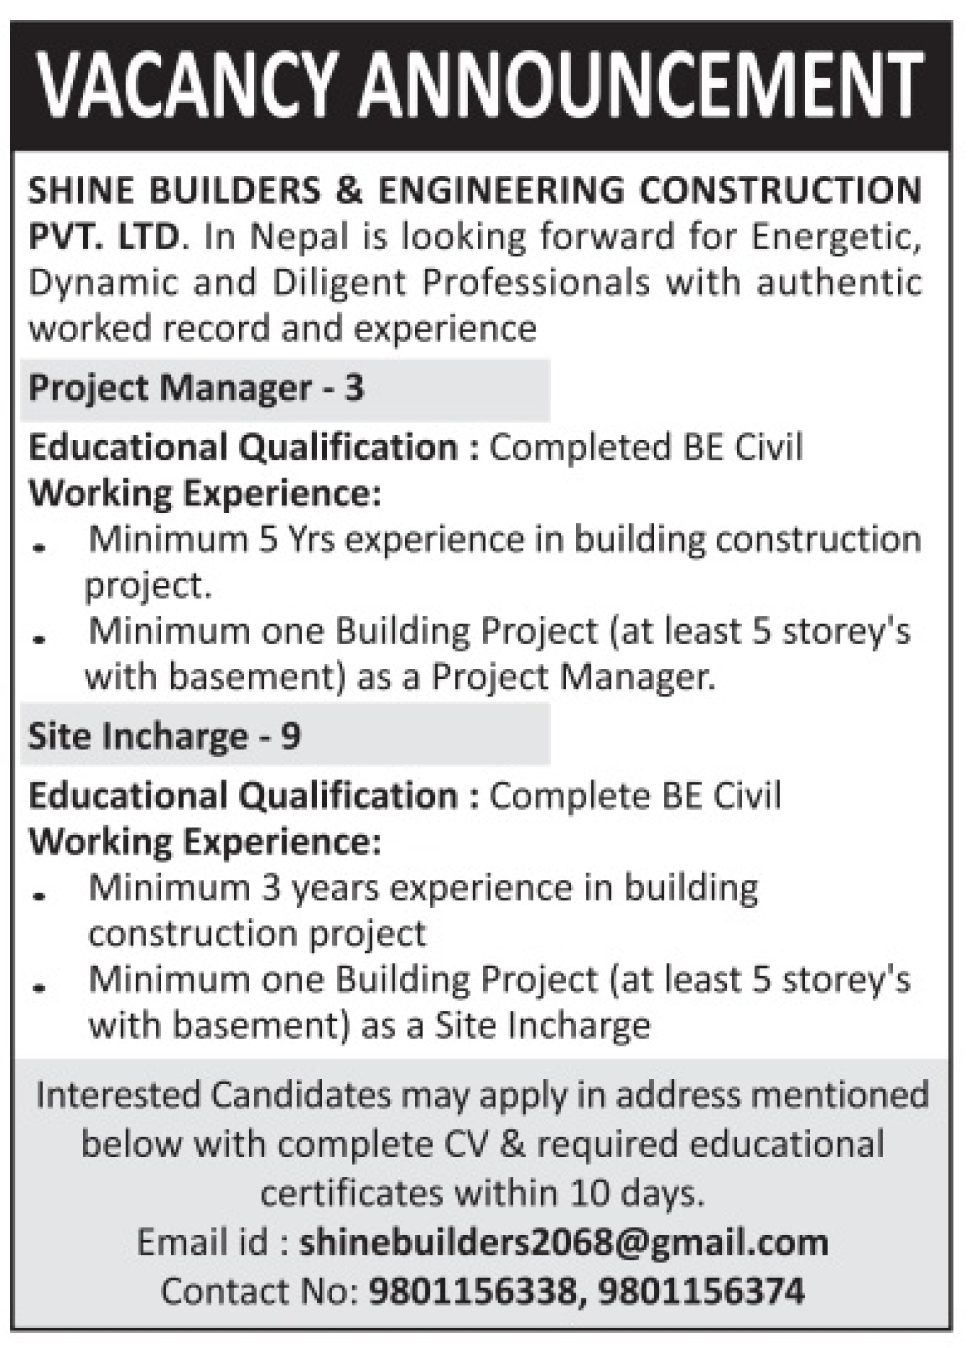 VACANCY ANNOUNCEMENT
SHINE BUILDERS & ENGINEERING CONSTRUCTION
PVT. LTD. In Nepal is looking forward for Energetic,
Dynamic and Diligent Professionals with authentic
worked record and experience
Project Manager - 3
Educational Qualification : Completed BE Civil
Working Experience:
• Minimum 5 Yrs experience in building construction
project.
• Minimum one Building Project (at least 5 storey's
with basement) as a Project Manager.
Site Incharge - 9
Educational Qualification : Complete BE Civil
Working Experience:
• Minimum 3 years experience in building
construction project
• Minimum one Building Project (at least 5 storey's
with basement) as a Site Incharge
Interested Candidates may apply in address mentioned
below with complete CV & required educational
certificates within 10 days.
Email id : shinebuilders2068@gmail.com
Contact No: 9801156338, 9801156374